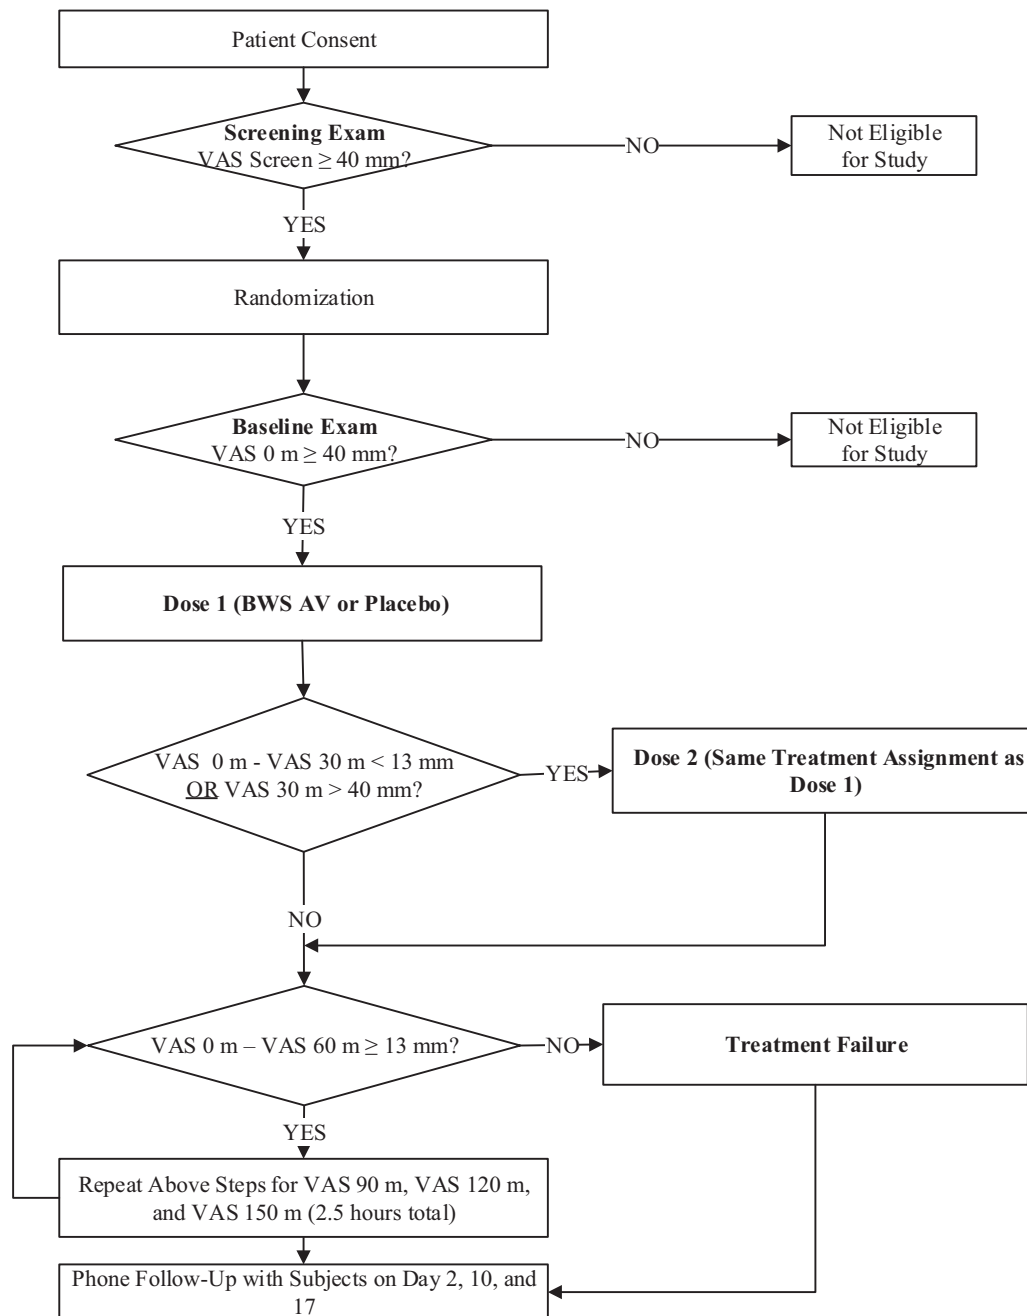 Patient Consent
Screening Exam
VAS Screen ≥ 40 mm?
NO
Not Eligible
for Study
YES
Randomization
Baseline Exam
VAS 0 m ≥ 40 mm?
NO
Not Eligible
for Study
YES
Dose 1 (BWS AV or Placebo)
VAS 0 m - VAS 30 m < 13 mm
OR VAS 30 m > 40 mm?
YES
Dose 2 (Same Treatment Assignment as
Dose 1)
NO
VAS 0 m – VAS 60 m ≥ 13 mm?
NO
Treatment Failure
YES
Repeat Above Steps for VAS 90 m, VAS 120 m,
and VAS 150 m (2.5 hours total)
Phone Follow-Up with Subjects on Day 2, 10, and
17